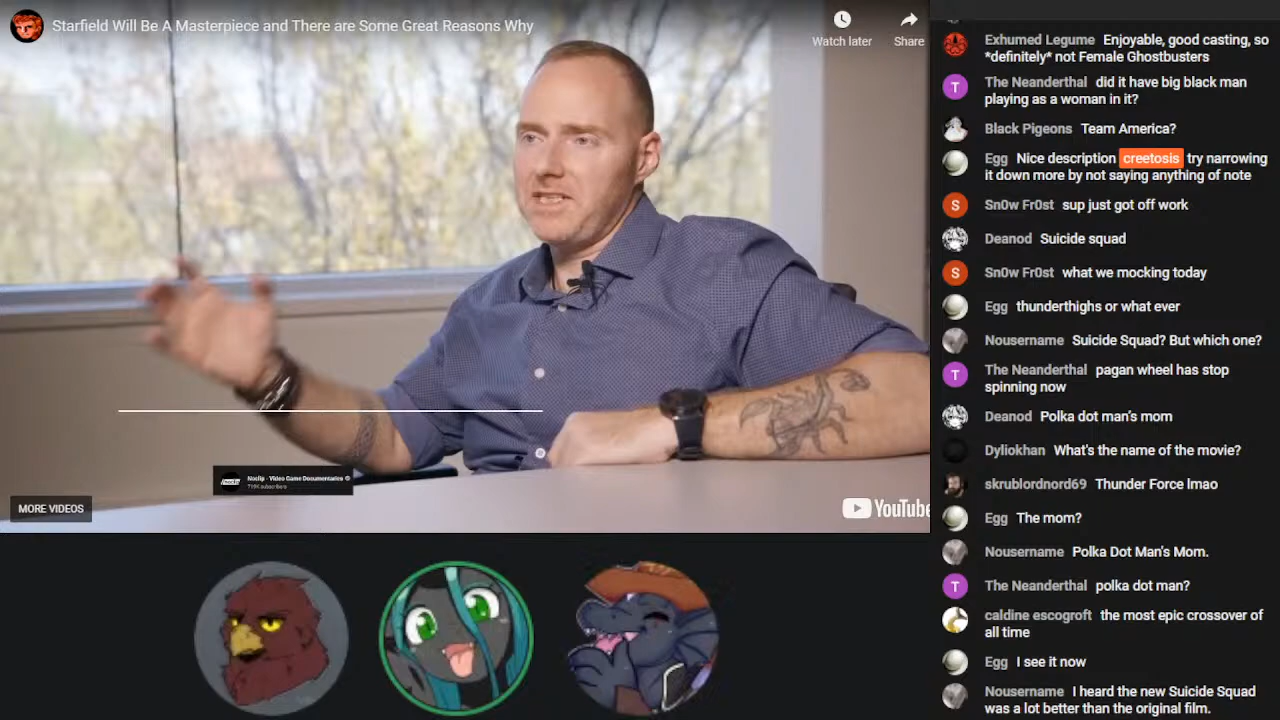 Starfield Will Be A Masterpiece and There are Some Great Reasons Why
Watch later
Share
noclip
Noclip - Video Game Documentaries
MORE VIDEOS
YouTube
Exhumed Legume Enjoyable, good casting, so
*definitely* not Female Ghostbusters
T
The Neanderthal did it have big black man
playing as a woman in it?
Black Pigeons Team America?
Egg Nice description creetosis try narrowing
it down more by not saying anything of note
S
Sn0w Fr0st sup just got off work
Deanod Suicide squad
S
Sn0w Fr0st what we mocking today
Egg thunderthighs or what ever
Nousername Suicide Squad? But which one?
T
The Neanderthal pagan wheel has stop
spinning now
Deanod Polka dot man's mom
Dyliokhan What's the name of the movie?
skrublordnord69 Thunder Force lmao
Egg The mom?
Nousername Polka Dot Man's Mom.
T
The Neanderthal polka dot man?
caldine escogroft the most epic crossover of
all time
Egg I see it now
Nousername I heard the new Suicide Squad
was a lot better than the original film.